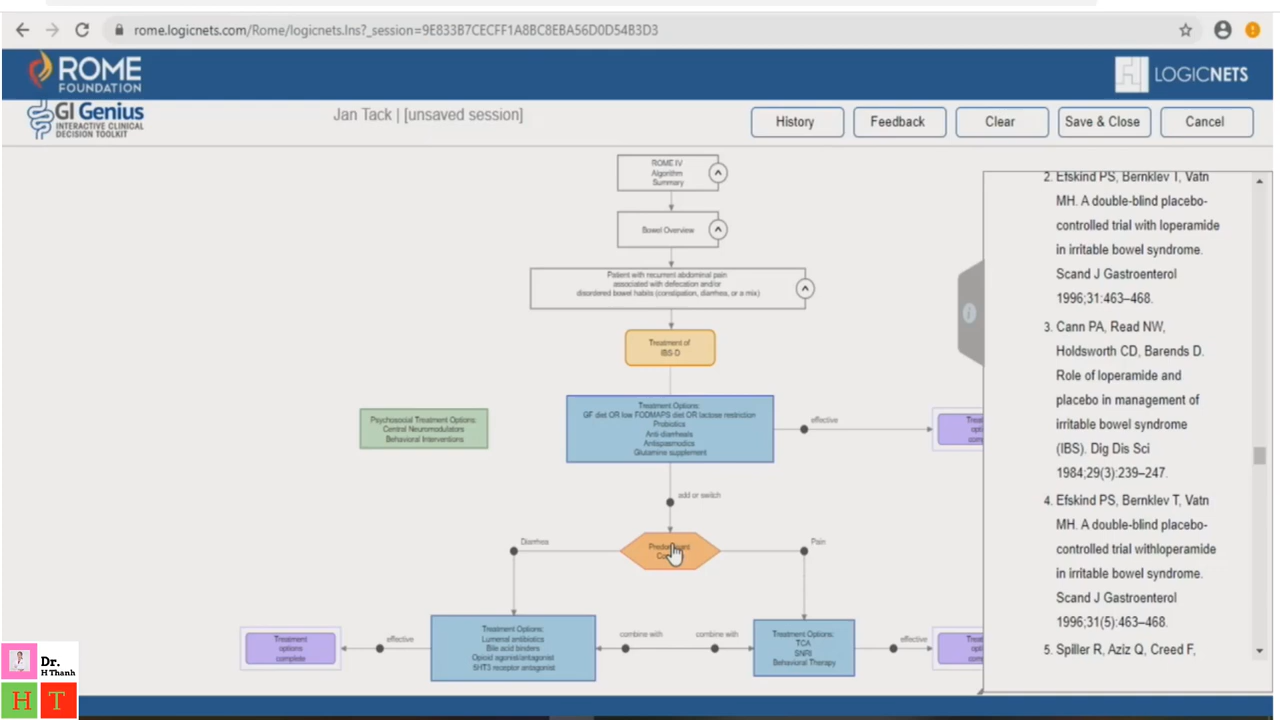 rome.logicnets.com/Rome/logicnets.lns?_session=9E833B7CECFF1A8BC8EBA56D0D54B3D3
ROME
FOUNDATION
LOGICNETS
GI Genius
INTERACTIVE CLINICAL
DECISION TOOLKIT
Jan Tack | [unsaved session]
History
Feedback
Clear
Save & Close
Cancel
ROME IV
Algorithm
Summary
Bowel Overview
Patient with recurrent abdominal pain
associated with defecation and/or
disordered bowel habits (constipation, diarrhea, or a mix)
Treatment of
IBS-D
Psychosocial Treatment Options:
Central Neuromodulators
Behavioral Interventions
Treatment Options:
GF diet OR low FODMAPS diet OR lactose restriction
Probiotics
Anti-diarrheals
Antispasmodics
Glutamine supplement
effective
add or switch
Diarrhea
Pain
Treatment
options
complete
effective
Treatment Options:
Lumenal antibiotics
Bile acid binders
Opioid agonist/antagonist
5HT3 receptor antagonist
combine with
combine with
Treatment Options:
TCA
SNRI
Behavioral Therapy
effective
2. Efskind PS, Bernklev T, Vatn
MH. A double-blind placebo-
controlled trial with loperamide
in irritable bowel syndrome.
Scand J Gastroenterol
1996;31:463–468.
3. Cann PA, Read NW,
Holdsworth CD, Barends D.
Role of loperamide and
placebo in management of
irritable bowel syndrome
(IBS). Dig Dis Sci
1984;29(3):239–247.
4. Efskind PS, Bernklev T, Vatn
MH. A double-blind placebo-
controlled trial withloperamide
in irritable bowel syndrome.
Scand J Gastroenterol
1996;31(5):463–468.
5. Spiller R, Aziz Q, Creed F,
Dr.
H Thanh
H T